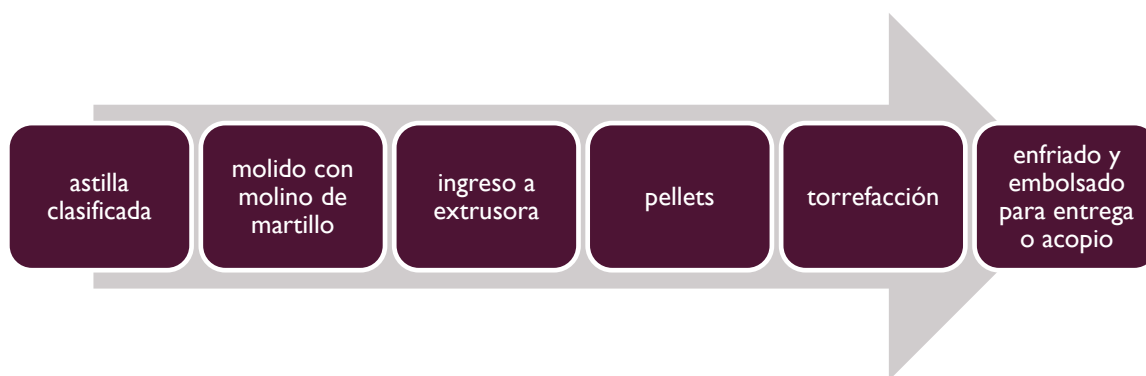 astilla
clasificada
molido con
molino de
martillo
ingreso a
extrusora
pellets
torrefacción
enfriado y
embolsado
para entrega
o acopio